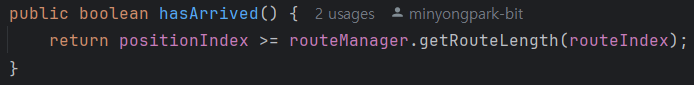 public boolean hasArrived() { 2 usages minyongpark-bit
    return positionIndex >= routeManager.getRouteLength(routeIndex);
}